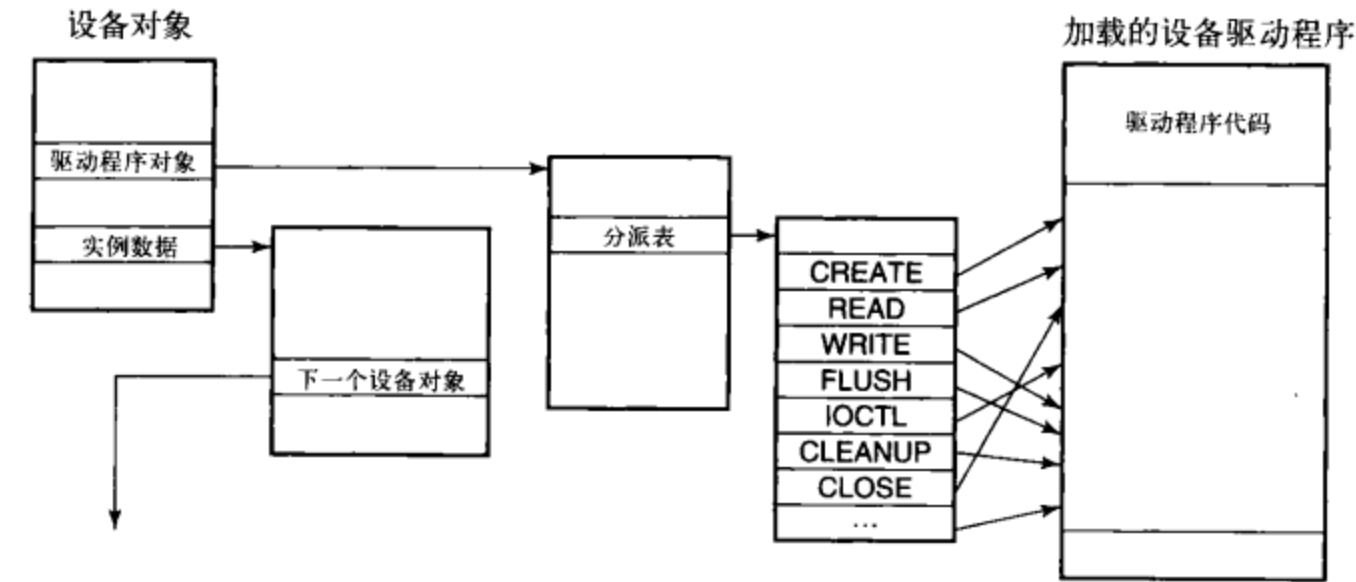 设备对象
加载的设备驱动程序
驱动程序代码
驱动程序对象
实例数据
分派表
下一个设备对象
CREATE
READ
WRITE
FLUSH
IOCTL
CLEANUP
CLOSE
...